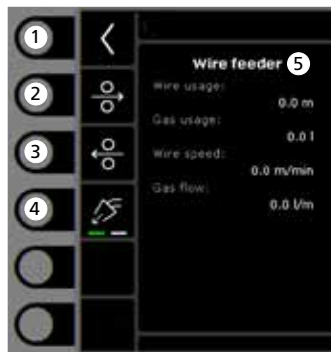 1
Wire feeder 5
2
Wire usage:
0.0 m
Gas usage:
3
0.0 l
Wire speed:
0.0 m/min
4
Gas flow:
0.0 l/m